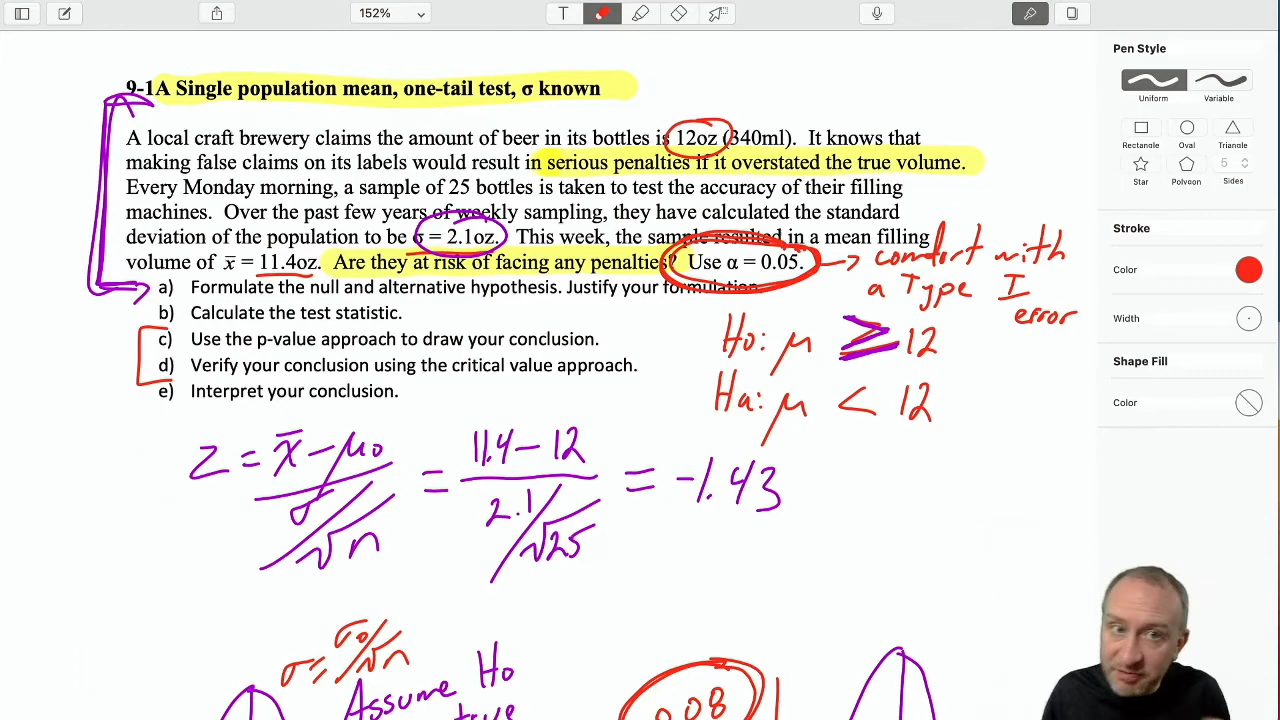 152%
T
Pen Style
Uniform
Variable
Rectangle
Oval
Triangle
Star
Polygon
Sides
5
Stroke
Color
Width
Shape Fill
Color
9-1A Single population mean, one-tail test, σ known
A local craft brewery claims the amount of beer in its bottles is 12oz (340ml). It knows that
making false claims on its labels would result in serious penalties if it overstated the true volume.
Every Monday morning, a sample of 25 bottles is taken to test the accuracy of their filling
machines. Over the past few years of weekly sampling, they have calculated the standard
deviation of the population to be σ = 2.1oz. This week, the sample resulted in a mean filling
volume of x̄ = 11.4oz. Are they at risk of facing any penalties? Use α = 0.05.
→ comfort with
a Type I
error
a) Formulate the null and alternative hypothesis. Justify your formulation.
b) Calculate the test statistic.
c) Use the p-value approach to draw your conclusion.
d) Verify your conclusion using the critical value approach.
e) Interpret your conclusion.
Ho: μ ≥ 12
Ha: μ < 12
z = x̄ - μo / σ/√n = 11.4 - 12 / 2.1/√25 = -1.43
Assume Ho
true
0.08